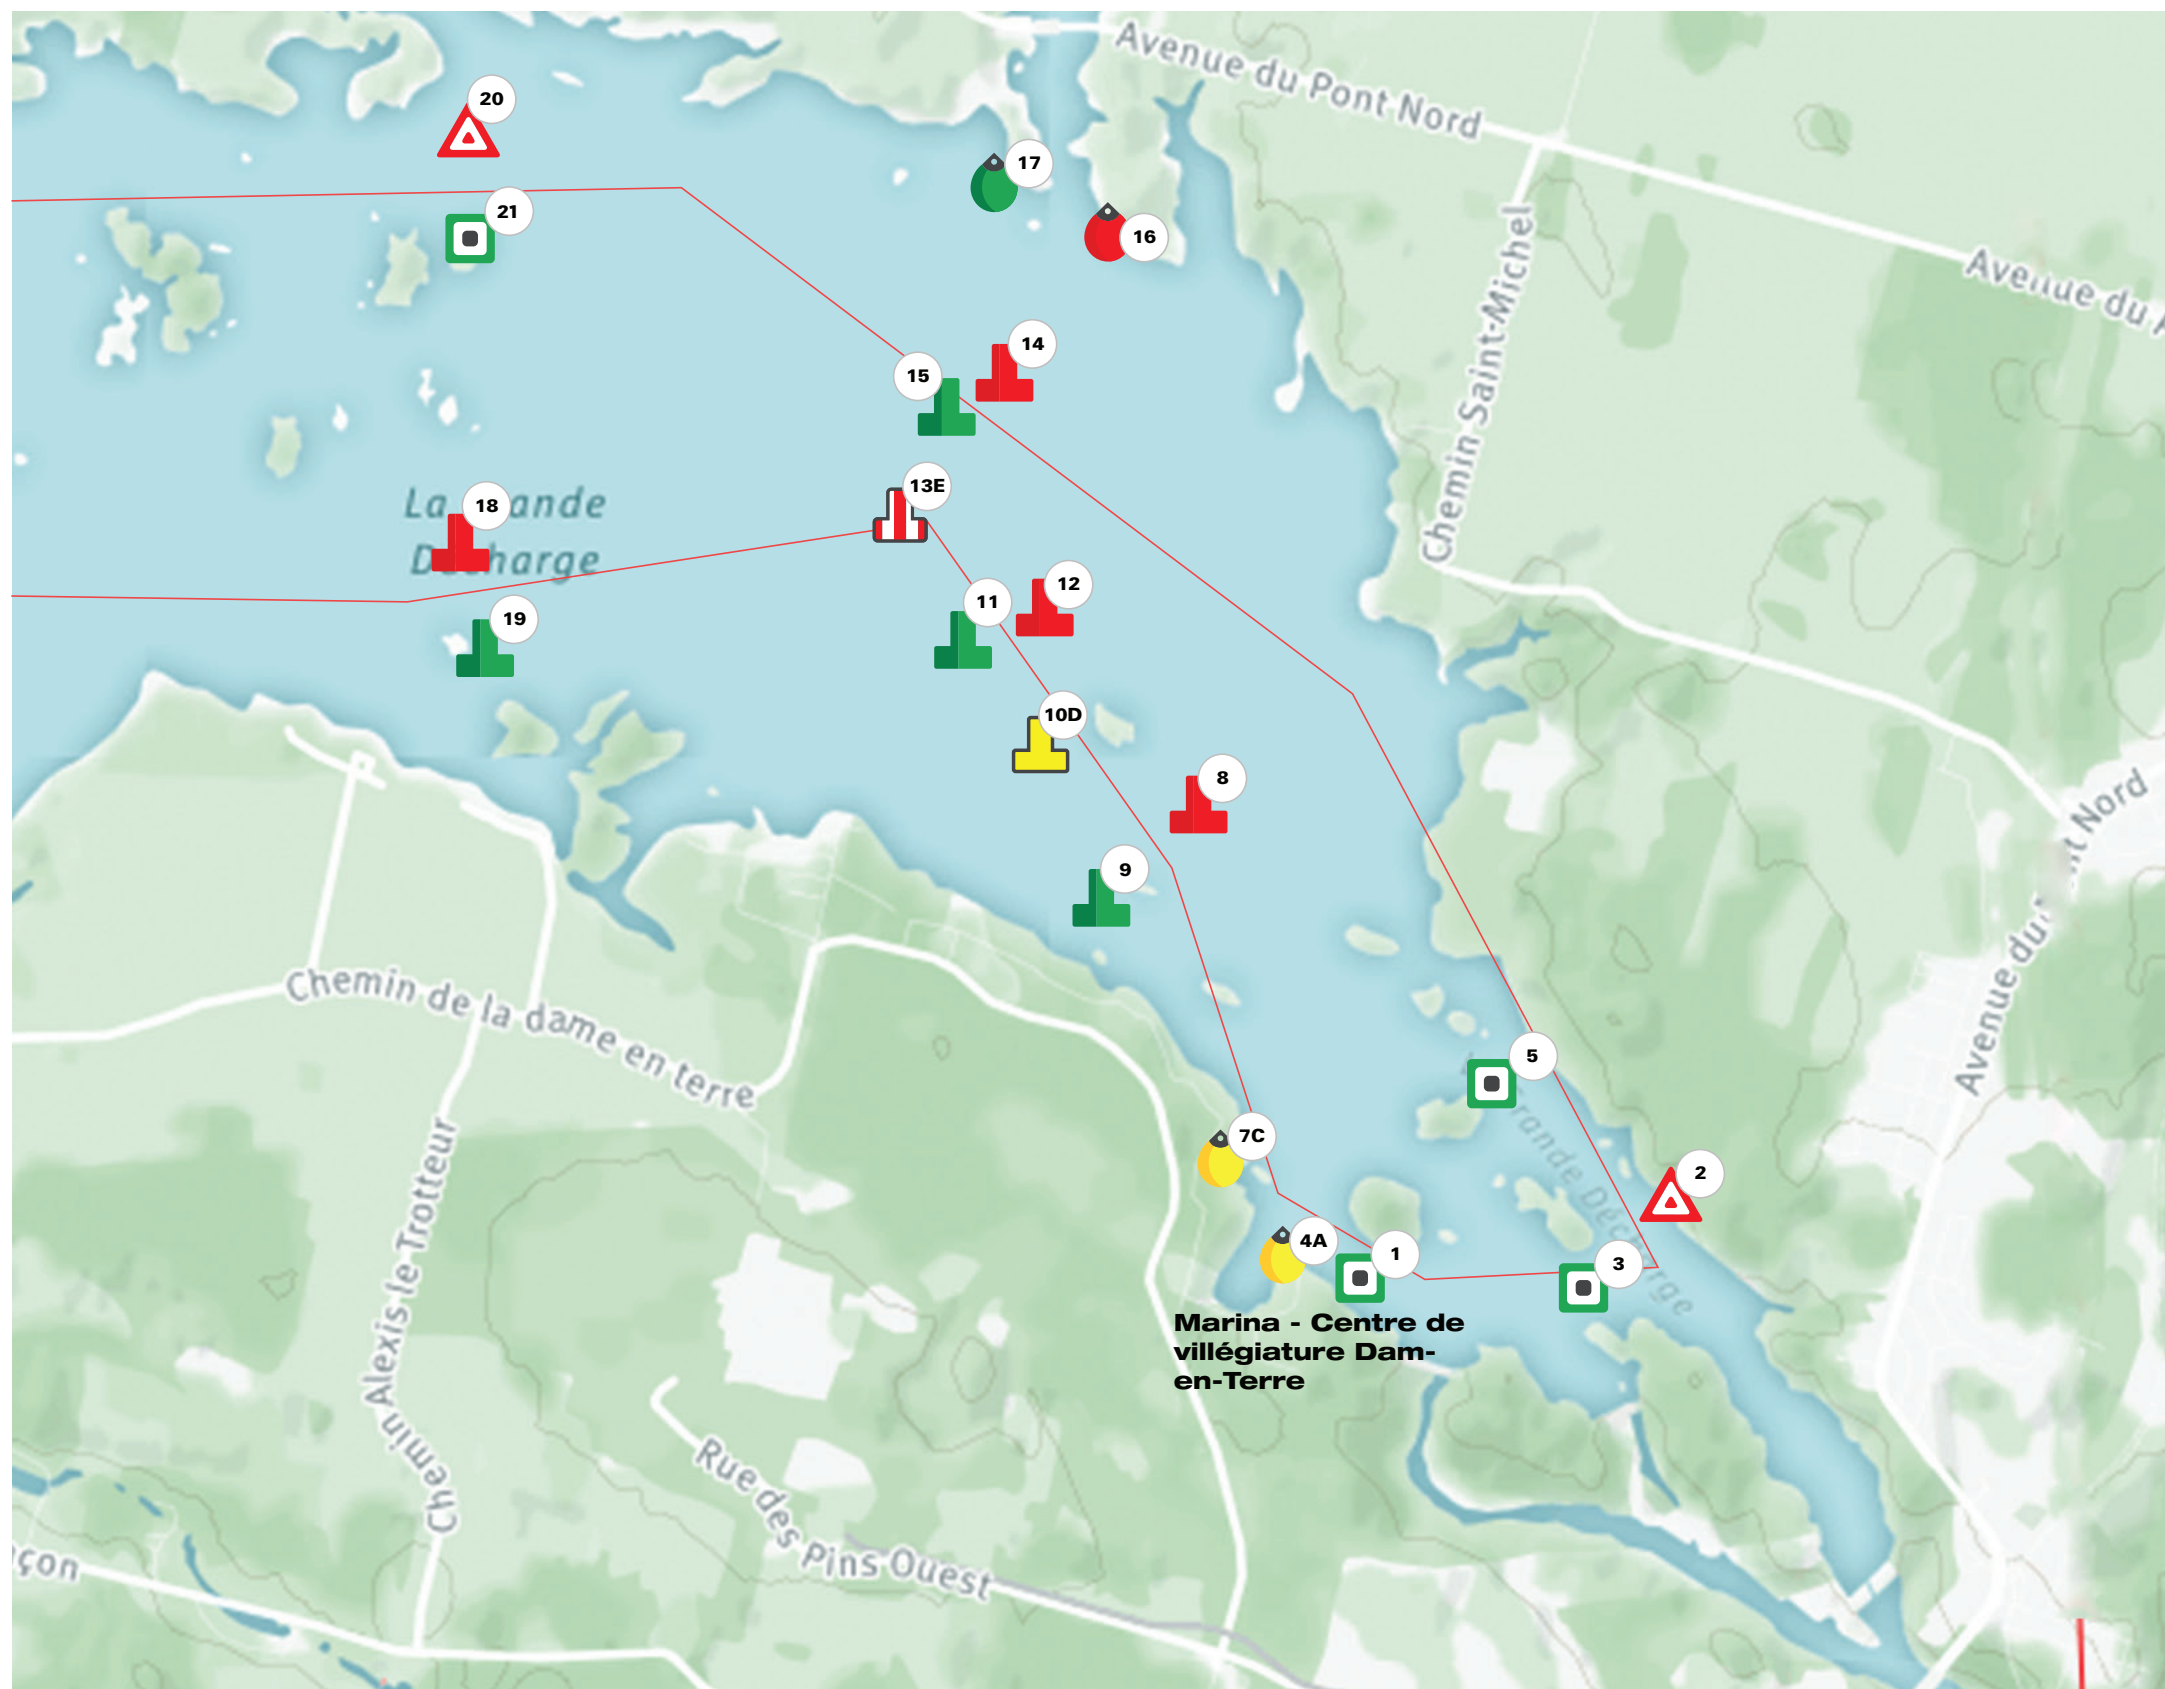 Avenue du Pont Nord
20
17
21
16
Chemin Saint-Michel
Avenue du
14
15
13E
La ande
18
D harge
12
11
19
10D
8
Nord
9
Avenue du
Chemin de la dame en terre
5
rande Décharge
7C
2
4A
1
3
Marina - Centre de
villégiature Dam-
en-Terre
Chemin Alexis le Trotteur
Rue des Pins Ouest
çon